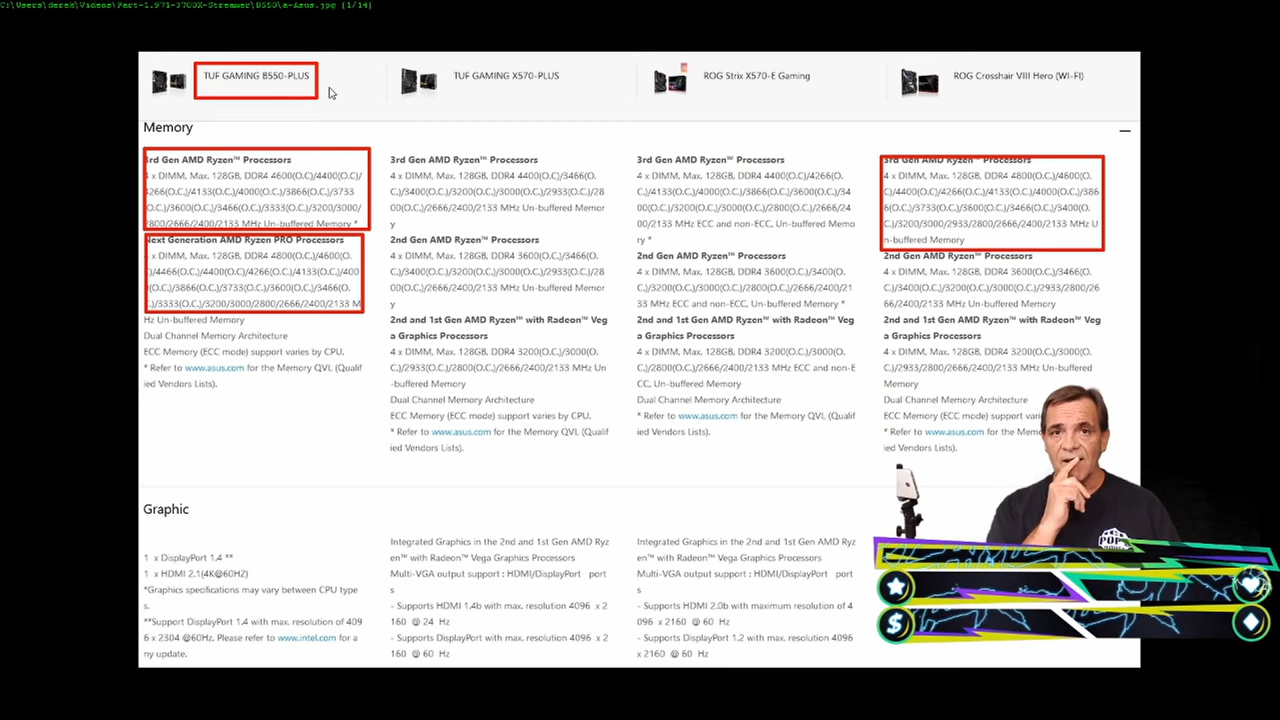 C:\Users\derek\Videos\Part-1.971-3700X-Streamer\B550\a-Asus.jpg [1/14]
TUF GAMING B550-PLUS
TUF GAMING X570-PLUS
ROG Strix X570-E Gaming
ROG Crosshair VIII Hero (WI-FI)
Memory
3rd Gen AMD Ryzen™ Processors
4 x DIMM, Max. 128GB, DDR4 4600(O.C.)/4400(O.C.)/
4266(O.C.)/4133(O.C.)/4000(O.C.)/3866(O.C.)/3733
(O.C.)/3600(O.C.)/3466(O.C.)/3333(O.C.)/3200/3000/
2800/2666/2400/2133 MHz Un-buffered Memory *
Next Generation AMD Ryzen PRO Processors
4 x DIMM, Max. 128GB, DDR4 4800(O.C.)/4600(O.
C.)/4466(O.C.)/4400(O.C.)/4266(O.C.)/4133(O.C.)/400
0(O.C.)/3866(O.C.)/3733(O.C.)/3600(O.C.)/3466(O.
C.)/3333(O.C.)/3200/3000/2800/2666/2400/2133 M
Hz Un-buffered Memory
Dual Channel Memory Architecture
ECC Memory (ECC mode) support varies by CPU.
* Refer to www.asus.com for the Memory QVL (Qualif
ied Vendors Lists).
3rd Gen AMD Ryzen™ Processors
4 x DIMM, Max. 128GB, DDR4 4400(O.C.)/3466(O.
C.)/3400(O.C.)/3200(O.C.)/3000(O.C.)/2933(O.C.)/28
00(O.C.)/2666/2400/2133 MHz Un-buffered Memor
y
2nd Gen AMD Ryzen™ Processors
4 x DIMM, Max. 128GB, DDR4 3600(O.C.)/3466(O.
C.)/3400(O.C.)/3200(O.C.)/3000(O.C.)/2933(O.C.)/28
00(O.C.)/2666/2400/2133 MHz Un-buffered Memor
y
2nd and 1st Gen AMD Ryzen™ with Radeon™ Veg
a Graphics Processors
4 x DIMM, Max. 128GB, DDR4 3200(O.C.)/3000(O.
C.)/2933(O.C.)/2800(O.C.)/2666/2400/2133 MHz Un
-buffered Memory
Dual Channel Memory Architecture
ECC Memory (ECC mode) support varies by CPU.
* Refer to www.asus.com for the Memory QVL (Qualif
ied Vendors Lists).
3rd Gen AMD Ryzen™ Processors
4 x DIMM, Max. 128GB, DDR4 4400(O.C.)/4266(O.
C.)/4133(O.C.)/4000(O.C.)/3866(O.C.)/3600(O.C.)/34
00(O.C.)/3200(O.C.)/3000(O.C.)/2800(O.C.)/2666/24
00/2133 MHz ECC and non-ECC, Un-buffered Memo
ry *
2nd Gen AMD Ryzen™ Processors
4 x DIMM, Max. 128GB, DDR4 3600(O.C.)/3400(O.
C.)/3200(O.C.)/3000(O.C.)/2800(O.C.)/2666/2400/21
33 MHz ECC and non-ECC, Un-buffered Memory *
2nd and 1st Gen AMD Ryzen™ with Radeon™ Veg
a Graphics Processors
4 x DIMM, Max. 128GB, DDR4 3200(O.C.)/3000(O.
C.)/2800(O.C.)/2666/2400/2133 MHz ECC and non-E
CC, Un-buffered Memory
Dual Channel Memory Architecture
* Refer to www.asus.com for the Memory QVL (Qualif
ied Vendors Lists).
3rd Gen AMD Ryzen™ Processors
4 x DIMM, Max. 128GB, DDR4 4800(O.C.)/4600(O.
C)/4400(O.C)/4266(O.C.)/4133(O.C.)/4000(O.C.)/386
6(O.C.)/3733(O.C.)/3600(O.C.)/3466(O.C.)/3400(O.
C.)/3200/3000/2933/2800/2666/2400/2133 MHz U
n-buffered Memory
2nd Gen AMD Ryzen™ Processors
4 x DIMM, Max. 128GB, DDR4 3600(O.C.)/3466(O.
C.)/3400(O.C.)/3200(O.C.)/3000(O.C.)/2933/2800/26
66/2400/2133 MHz Un-buffered Memory
2nd and 1st Gen AMD Ryzen™ with Radeon™ Veg
a Graphics Processors
4 x DIMM, Max. 128GB, DDR4 3200(O.C.)/3000(O.
C.)/2933/2800/2666/2400/2133 MHz Un-buffered
Memory
Dual Channel Memory Architecture
ECC Memory (ECC mode) support
* Refer to www.asus.com for the Mem
ied Vendors Lists).
Graphic
1 x DisplayPort 1.4 **
1 x HDMI 2.1(4K@60HZ)
*Graphics specifications may vary between CPU type
s.
**Support DisplayPort 1.4 with max. resolution of 409
6 x 2304 @60Hz. Please refer to www.intel.com for a
ny update.
Integrated Graphics in the 2nd and 1st Gen AMD Ryz
en™ with Radeon™ Vega Graphics Processors
Multi-VGA output support : HDMI/DisplayPort port
s
- Supports HDMI 1.4b with max. resolution 4096 x 2
160 @ 24 Hz
- Supports DisplayPort with max. resolution 4096 x 2
160 @ 60 Hz
Integrated Graphics in the 2nd and 1st Gen AMD Ryz
en™ with Radeon™ Vega Graphics Processors
Multi-VGA output support : HDMI/DisplayPort port
s
- Supports HDMI 2.0b with maximum resolution of 4
096 x 2160 @ 60 Hz
- Supports DisplayPort 1.2 with max. resolution 4096
x 2160 @ 60 Hz